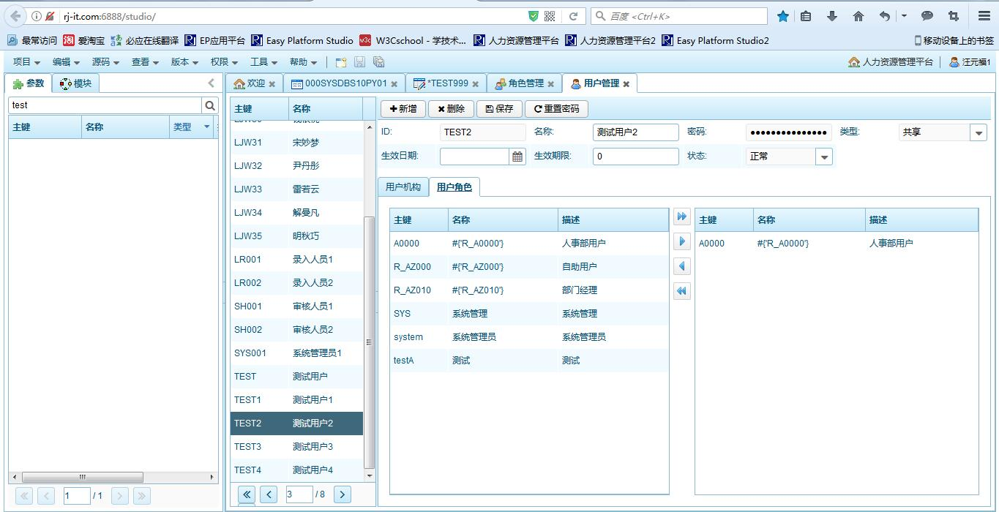 rj-it.com:6888/studio/
百度 <Ctrl+K>
最常访问 爱淘宝 必应在线翻译 EP应用平台 Easy Platform Studio W3Cschool - 学技术... 人力资源管理平台 人力资源管理平台2 Easy Platform Studio2 移动设备上的书签
项目 编辑 源码 查看 版本 权限 工具 帮助 人力资源管理平台 汪元福1
参数 模块 欢迎 000SYSDBS10PY01 *TEST999 角色管理 用户管理
test
主键 名称 类型
1 / 1
主键 名称
LJW31 宋妙梦
LJW32 尹丹彤
LJW33 雷若云
LJW34 解曼凡
LJW35 明秋巧
LR001 录入人员1
LR002 录入人员2
SH001 审核人员1
SH002 审核人员2
SYS001 系统管理员1
TEST 测试用户
TEST1 测试用户1
TEST2 测试用户2
TEST3 测试用户3
TEST4 测试用户4
3 / 8
新增 删除 保存 重置密码
ID: TEST2 名称: 测试用户2 密码: ●●●●●●●●●●●●●●● 类型: 共享
生效日期: 生效期限: 0 状态: 正常
用户机构 用户角色
主键 名称 描述
A0000 #{'R_A0000'} 人事部用户
R_AZ000 #{'R_AZ000'} 自助用户
R_AZ010 #{'R_AZ010'} 部门经理
SYS 系统管理 系统管理
system 系统管理员 系统管理员
testA 测试 测试
主键 名称 描述
A0000 #{'R_A0000'} 人事部用户